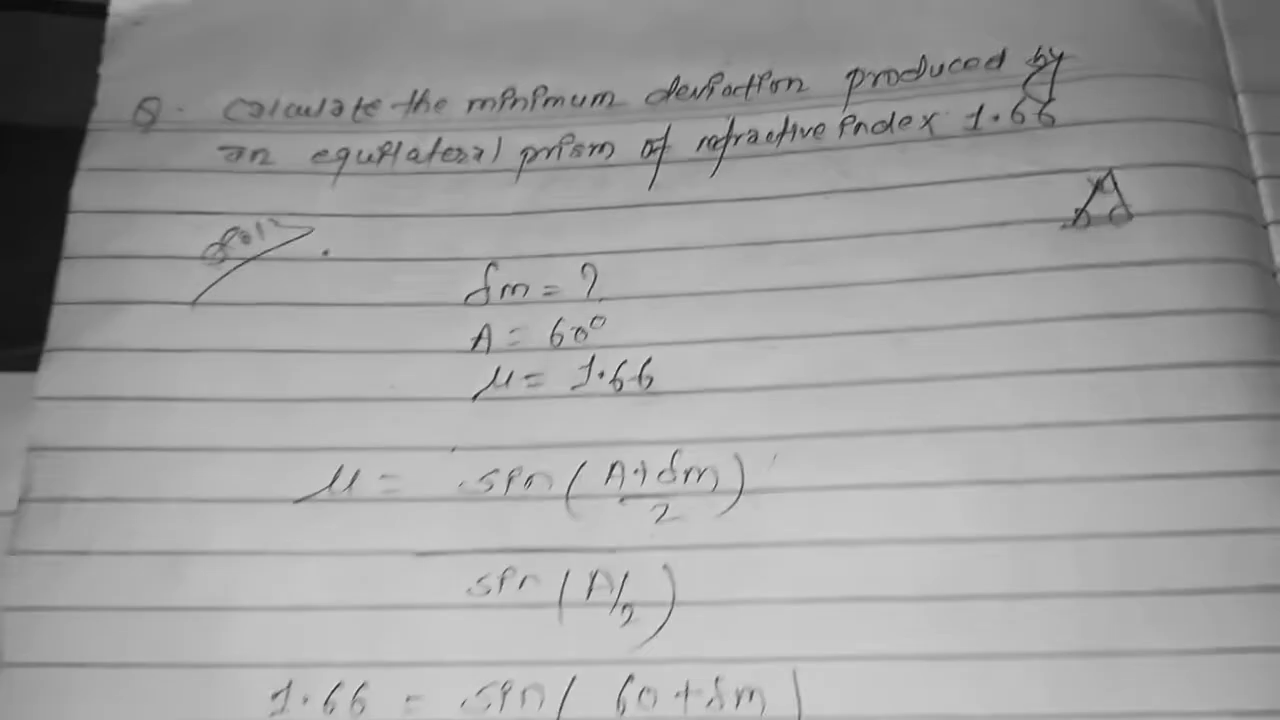 Q. Calculate the minimum deviation produced by
an equilateral prism of refractive index 1.66
Sol?
δm = ?
A = 60°
μ = 1.66
μ = sin(A+δm)
2
sin(A/2)
1.66 = sin( 60+δm )